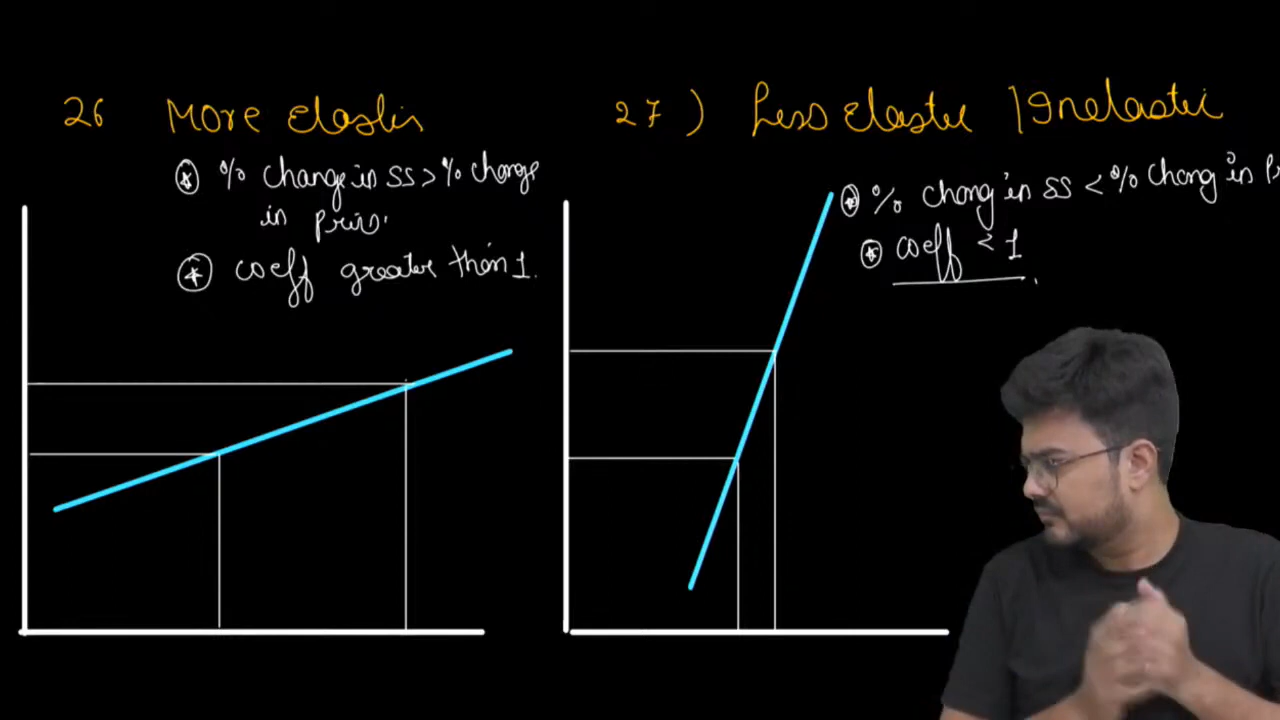 26 More Elastic
* % change in SS > % change
in price.
* coeff greater than 1.
27) Less Elastic / Inelastic
* % chang in SS < % chang in
* coeff < 1